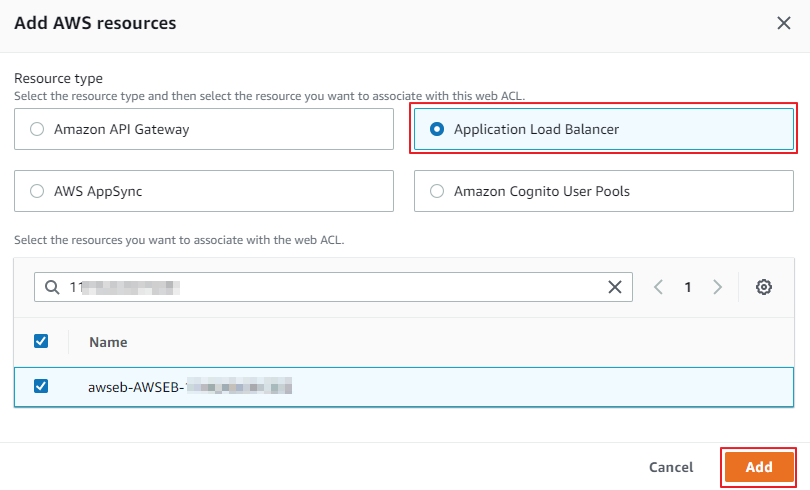 Add AWS resources
Resource type
Select the resource type and then select the resource you want to associate with this web ACL.
Amazon API Gateway
Application Load Balancer
AWS AppSync
Amazon Cognito User Pools
Select the resources you want to associate with the web ACL.
11
1
Name
awseb-AWSEB-
Cancel
Add